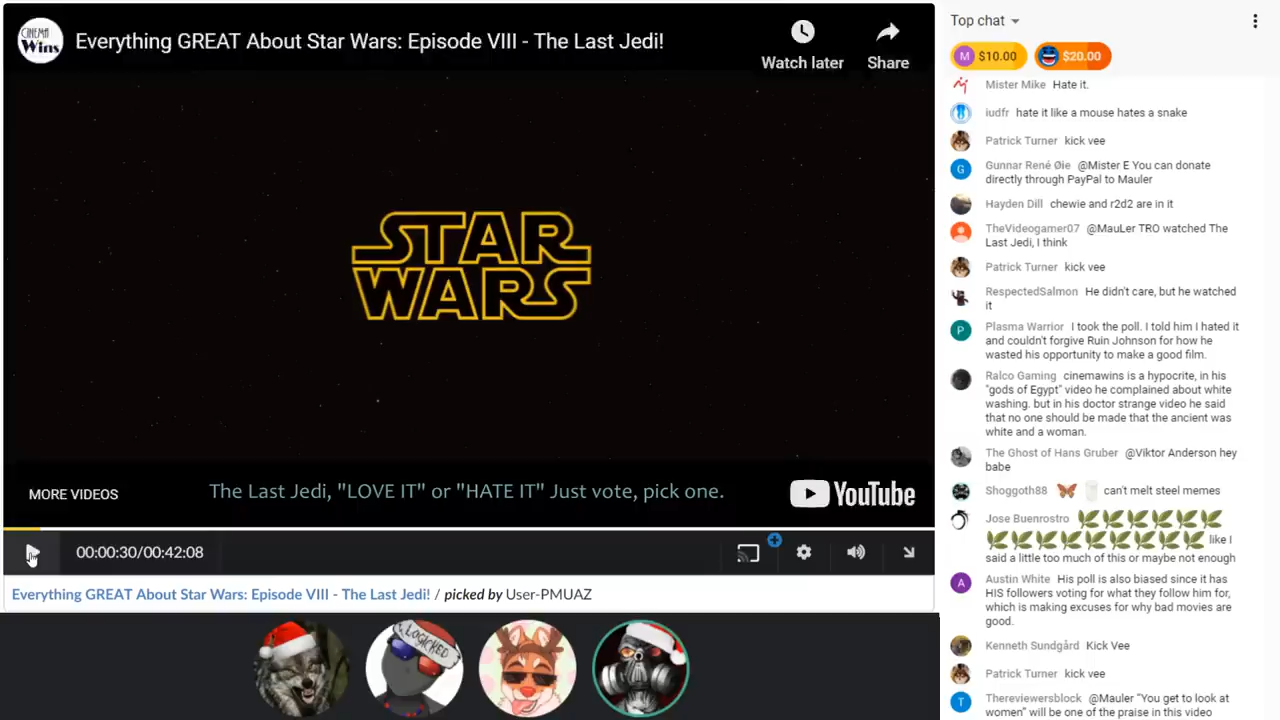 CINEMA
Wins
Everything GREAT About Star Wars: Episode VIII - The Last Jedi!
Watch later
Share
STAR
WARS
MORE VIDEOS
The Last Jedi, "LOVE IT" or "HATE IT" Just vote, pick one.
YouTube
00:00:30/00:42:08
Everything GREAT About Star Wars: Episode VIII - The Last Jedi! / picked by User-PMUAZ
LOGICKED
Top chat
M $10.00
$20.00
Mister Mike Hate it.
iudfr hate it like a mouse hates a snake
Patrick Turner kick vee
G Gunnar René Øie @Mister E You can donate
directly through PayPal to Mauler
Hayden Dill chewie and r2d2 are in it
TheVideogamer07 @MauLer TRO watched The
Last Jedi, I think
Patrick Turner kick vee
RespectedSalmon He didn't care, but he watched
it
P Plasma Warrior I took the poll. I told him I hated it
and couldn't forgive Ruin Johnson for how he
wasted his opportunity to make a good film.
Ralco Gaming cinemawins is a hypocrite, in his
"gods of Egypt" video he complained about white
washing. but in his doctor strange video he said
that no one should be made that the ancient was
white and a woman.
The Ghost of Hans Gruber @Viktor Anderson hey
babe
Shoggoth88 can't melt steel memes
Jose Buenrostro
like I
said a little too much of this or maybe not enough
A Austin White His poll is also biased since it has
HIS followers voting for what they follow him for,
which is making excuses for why bad movies are
good.
Kenneth Sundgård Kick Vee
Patrick Turner kick vee
T Thereviewersblock @Mauler "You get to look at
women" will be one of the praise in this video